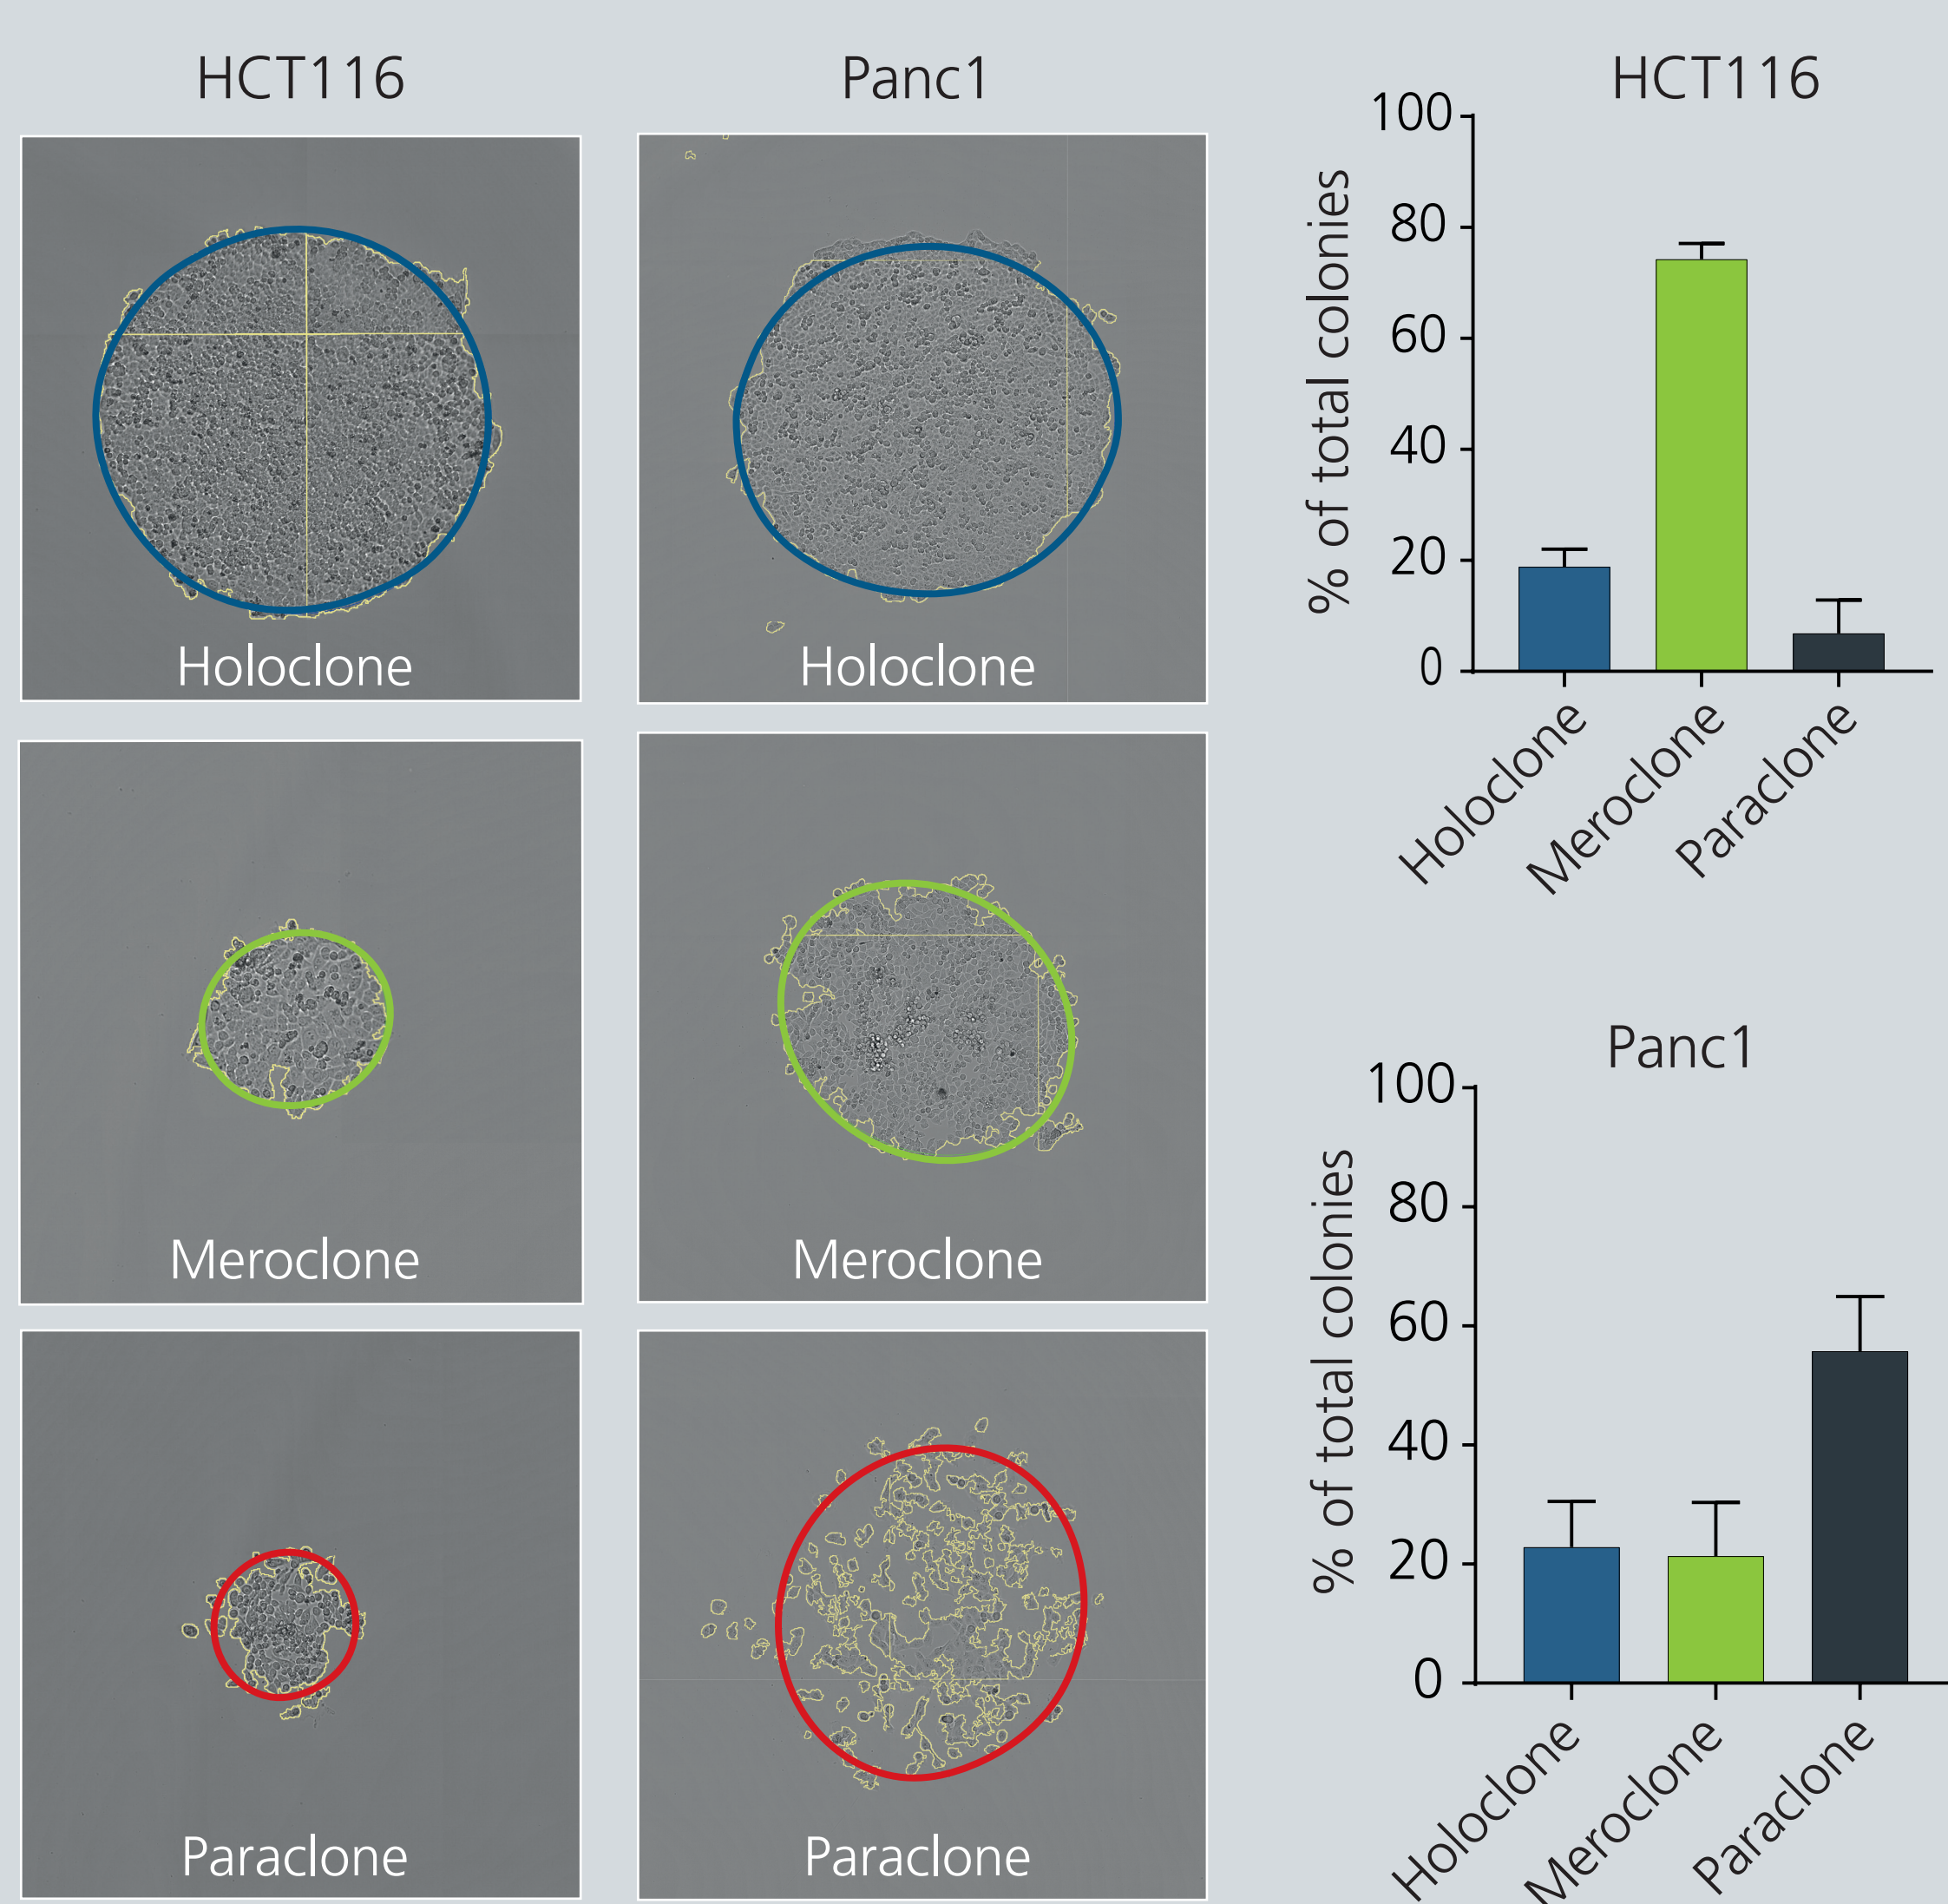 HCT116
Panc1
Holoclone
Holoclone
Meroclone
Meroclone
Paraclone
Paraclone
HCT116
% of total colonies
100
80
60
40
20
0
Holoclone
Meroclone
Paraclone
Panc1
% of total colonies
100
80
60
40
20
0
Holoclone
Meroclone
Paraclone